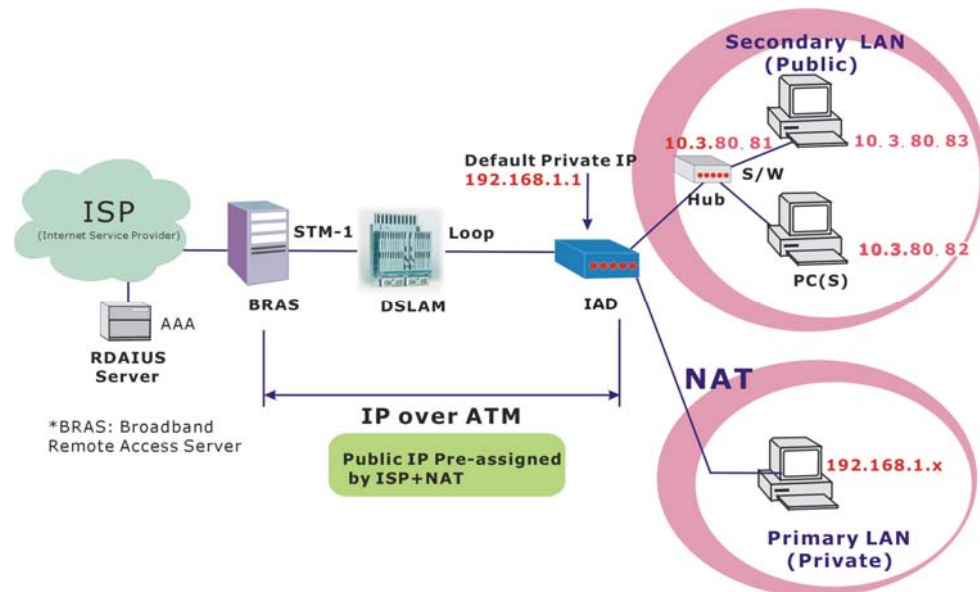 Secondary LAN
(Public)
10.3.80.81
10.3.80.83
S/W
Hub
10.3.80.82
PC(S)
Default Private IP
192.168.1.1
ISP
(Internet Service Provider)
STM-1
Loop
BRAS
DSLAM
IAD
AAA
RDAIUS
Server
NAT
IP over ATM
*BRAS: Broadband
Remote Access Server
Public IP Pre-assigned
by ISP+NAT
192.168.1.x
Primary LAN
(Private)